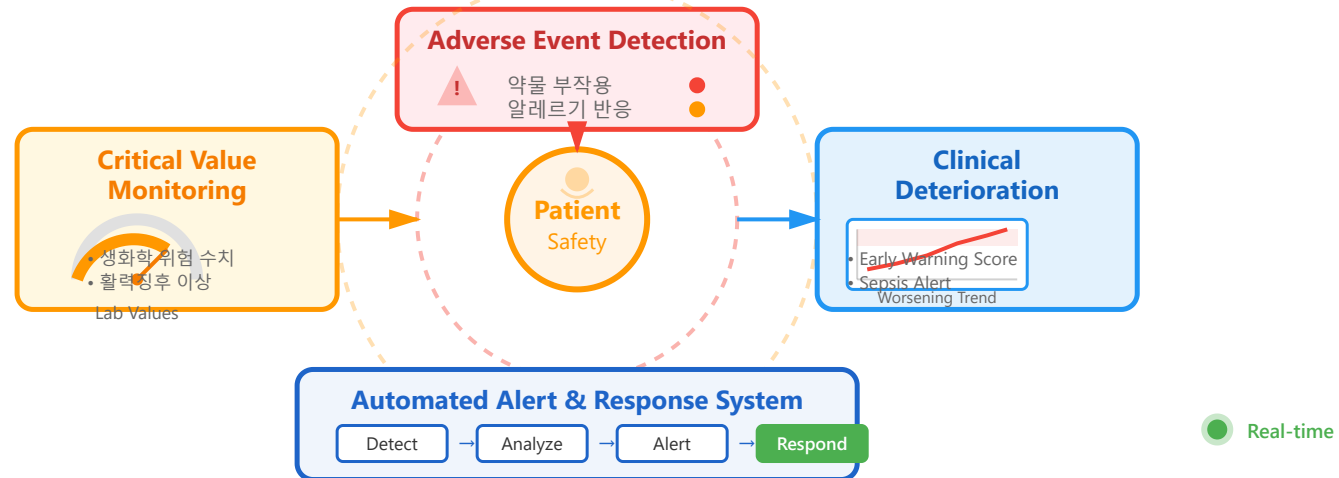 Adverse Event Detection
!
약물 부작용
알레르기 반응
Critical Value
Monitoring
• 생화학 위험 수치
• 활력징후 이상
Lab Values
Patient
Safety
Clinical
Deterioration
• Early Warning Score
• Sepsis Alert
Worsening Trend
Automated Alert & Response System
Detect → Analyze → Alert → Respond
Real-time